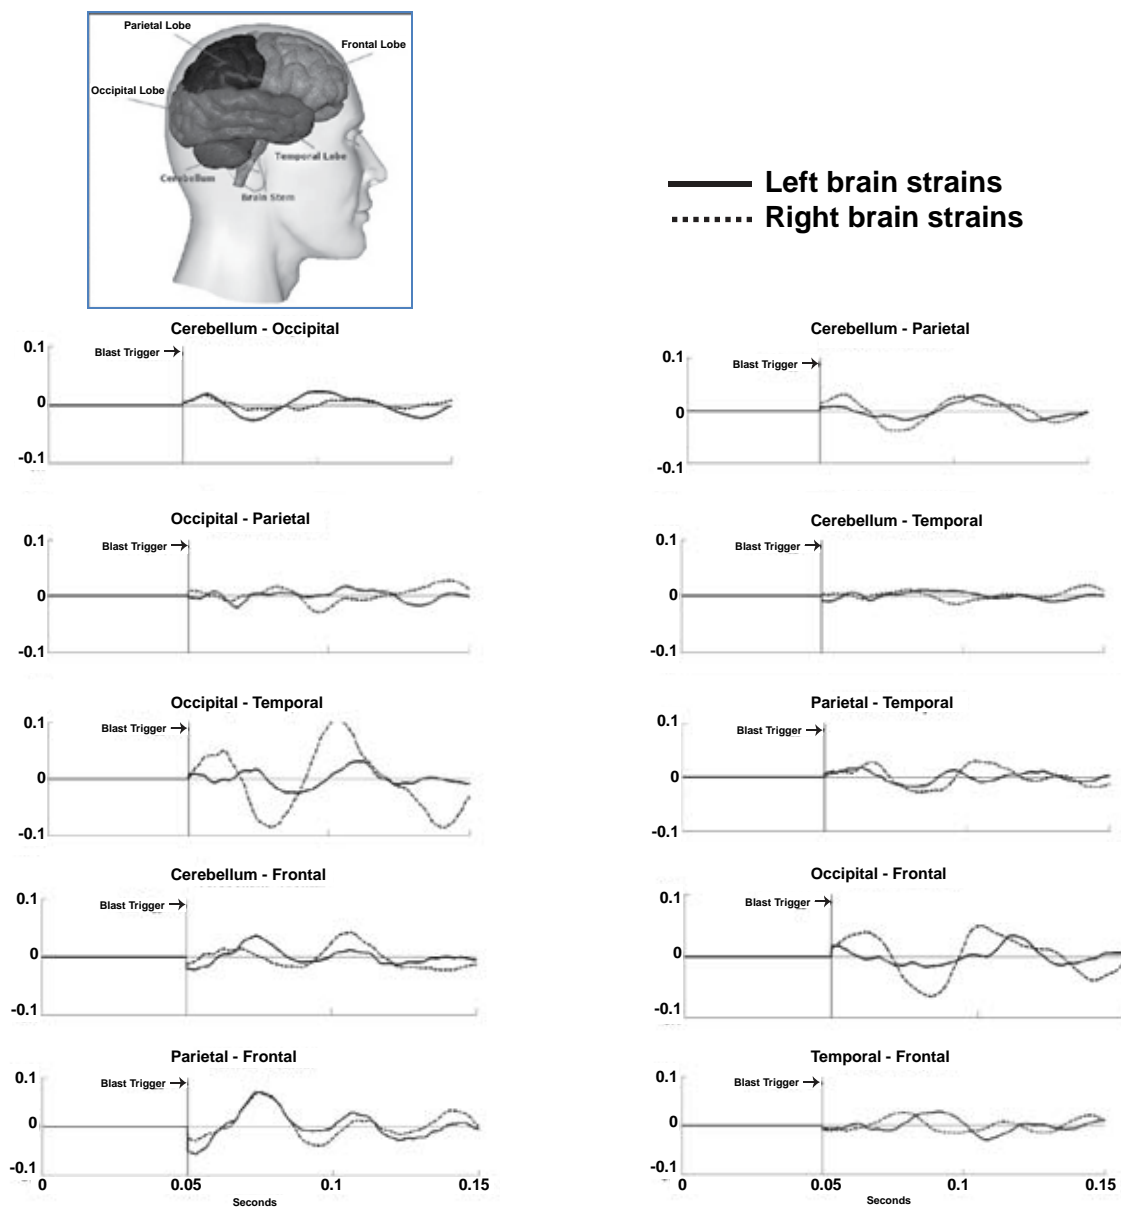 Parietal Lobe
Frontal Lobe
Occipital Lobe
Temporal Lobe
Cerebellum
Brain Stem
Left brain strains
Right brain strains
Cerebellum - Occipital
0.1
Blast Trigger
0
-0.1
Cerebellum - Parietal
0.1
Blast Trigger
0
-0.1
Occipital - Parietal
0.1
Blast Trigger
0
-0.1
Cerebellum - Temporal
0.1
Blast Trigger
0
-0.1
Occipital - Temporal
0.1
Blast Trigger
0
-0.1
Parietal - Temporal
0.1
Blast Trigger
0
-0.1
Cerebellum - Frontal
0.1
Blast Trigger
0
-0.1
Occipital - Frontal
0.1
Blast Trigger
0
-0.1
Parietal - Frontal
0.1
Blast Trigger
0
-0.1
0 0.05 0.1 0.15
Seconds
Temporal - Frontal
0.1
Blast Trigger
0
-0.1
0 0.05 0.1 0.15
Seconds